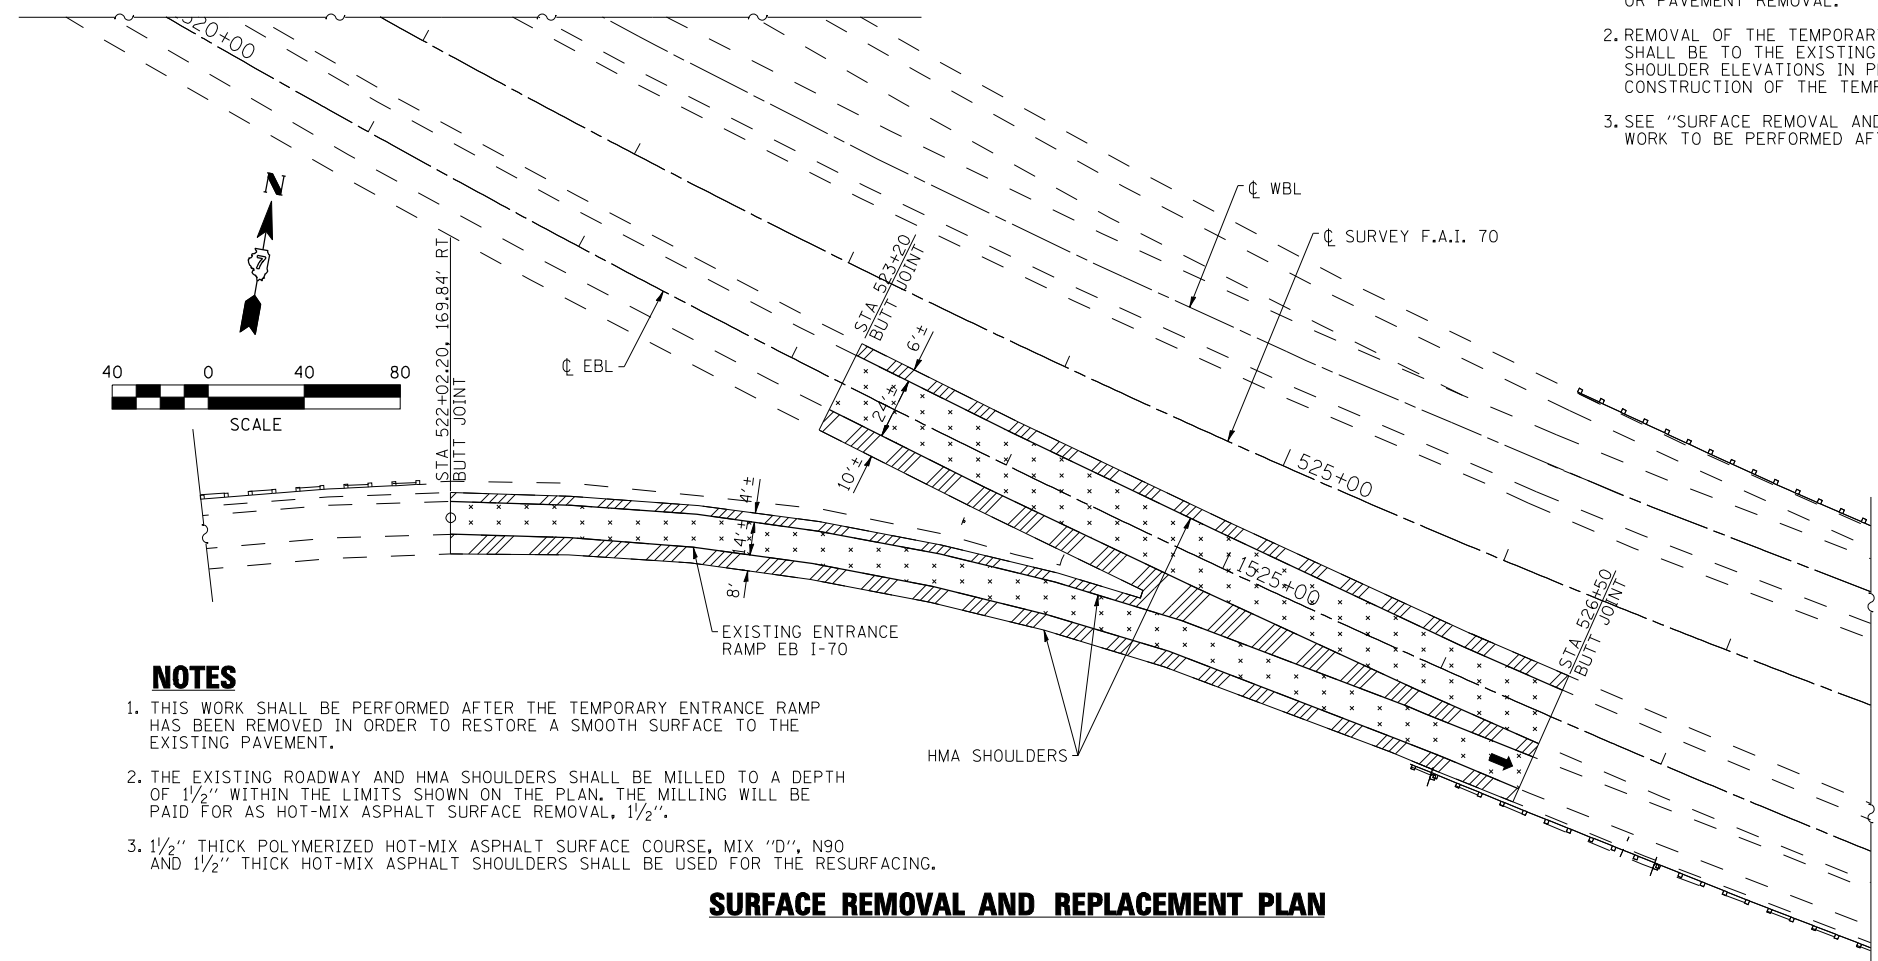 OR PAVEMENT REMOVAL.
2. REMOVAL OF THE TEMPORAR
SHALL BE TO THE EXISTING
SHOULDER ELEVATIONS IN
CONSTRUCTION OF THE
3. SEE "SURFACE REMOVAL AND
WORK TO BE PERFORMED
520+00
N
7
40 0 40 80
SCALE
STA 522+02.20, 169.84' RT
BUTT JOINT
℄ EBL
STA 523+20
BUTT JOINT
℄ WBL
℄ SURVEY F.A.I. 70
6'±
24'±
10'±
4'±
14'±
8'
525+00
1525+00
STA 526+50
BUTT JOINT
EXISTING ENTRANCE
RAMP EB I-70
HMA SHOULDERS
NOTES
1. THIS WORK SHALL BE PERFORMED AFTER THE TEMPORARY ENTRANCE RAMP
HAS BEEN REMOVED IN ORDER TO RESTORE A SMOOTH SURFACE TO THE
EXISTING PAVEMENT.
2. THE EXISTING ROADWAY AND HMA SHOULDERS SHALL BE MILLED TO A DEPTH
OF 1½" WITHIN THE LIMITS SHOWN ON THE PLAN. THE MILLING WILL BE
PAID FOR AS HOT-MIX ASPHALT SURFACE REMOVAL, 1½".
3. 1½" THICK POLYMERIZED HOT-MIX ASPHALT SURFACE COURSE, MIX "D", N90
AND 1½" THICK HOT-MIX ASPHALT SHOULDERS SHALL BE USED FOR THE RESURFACING.
SURFACE REMOVAL AND REPLACEMENT PLAN